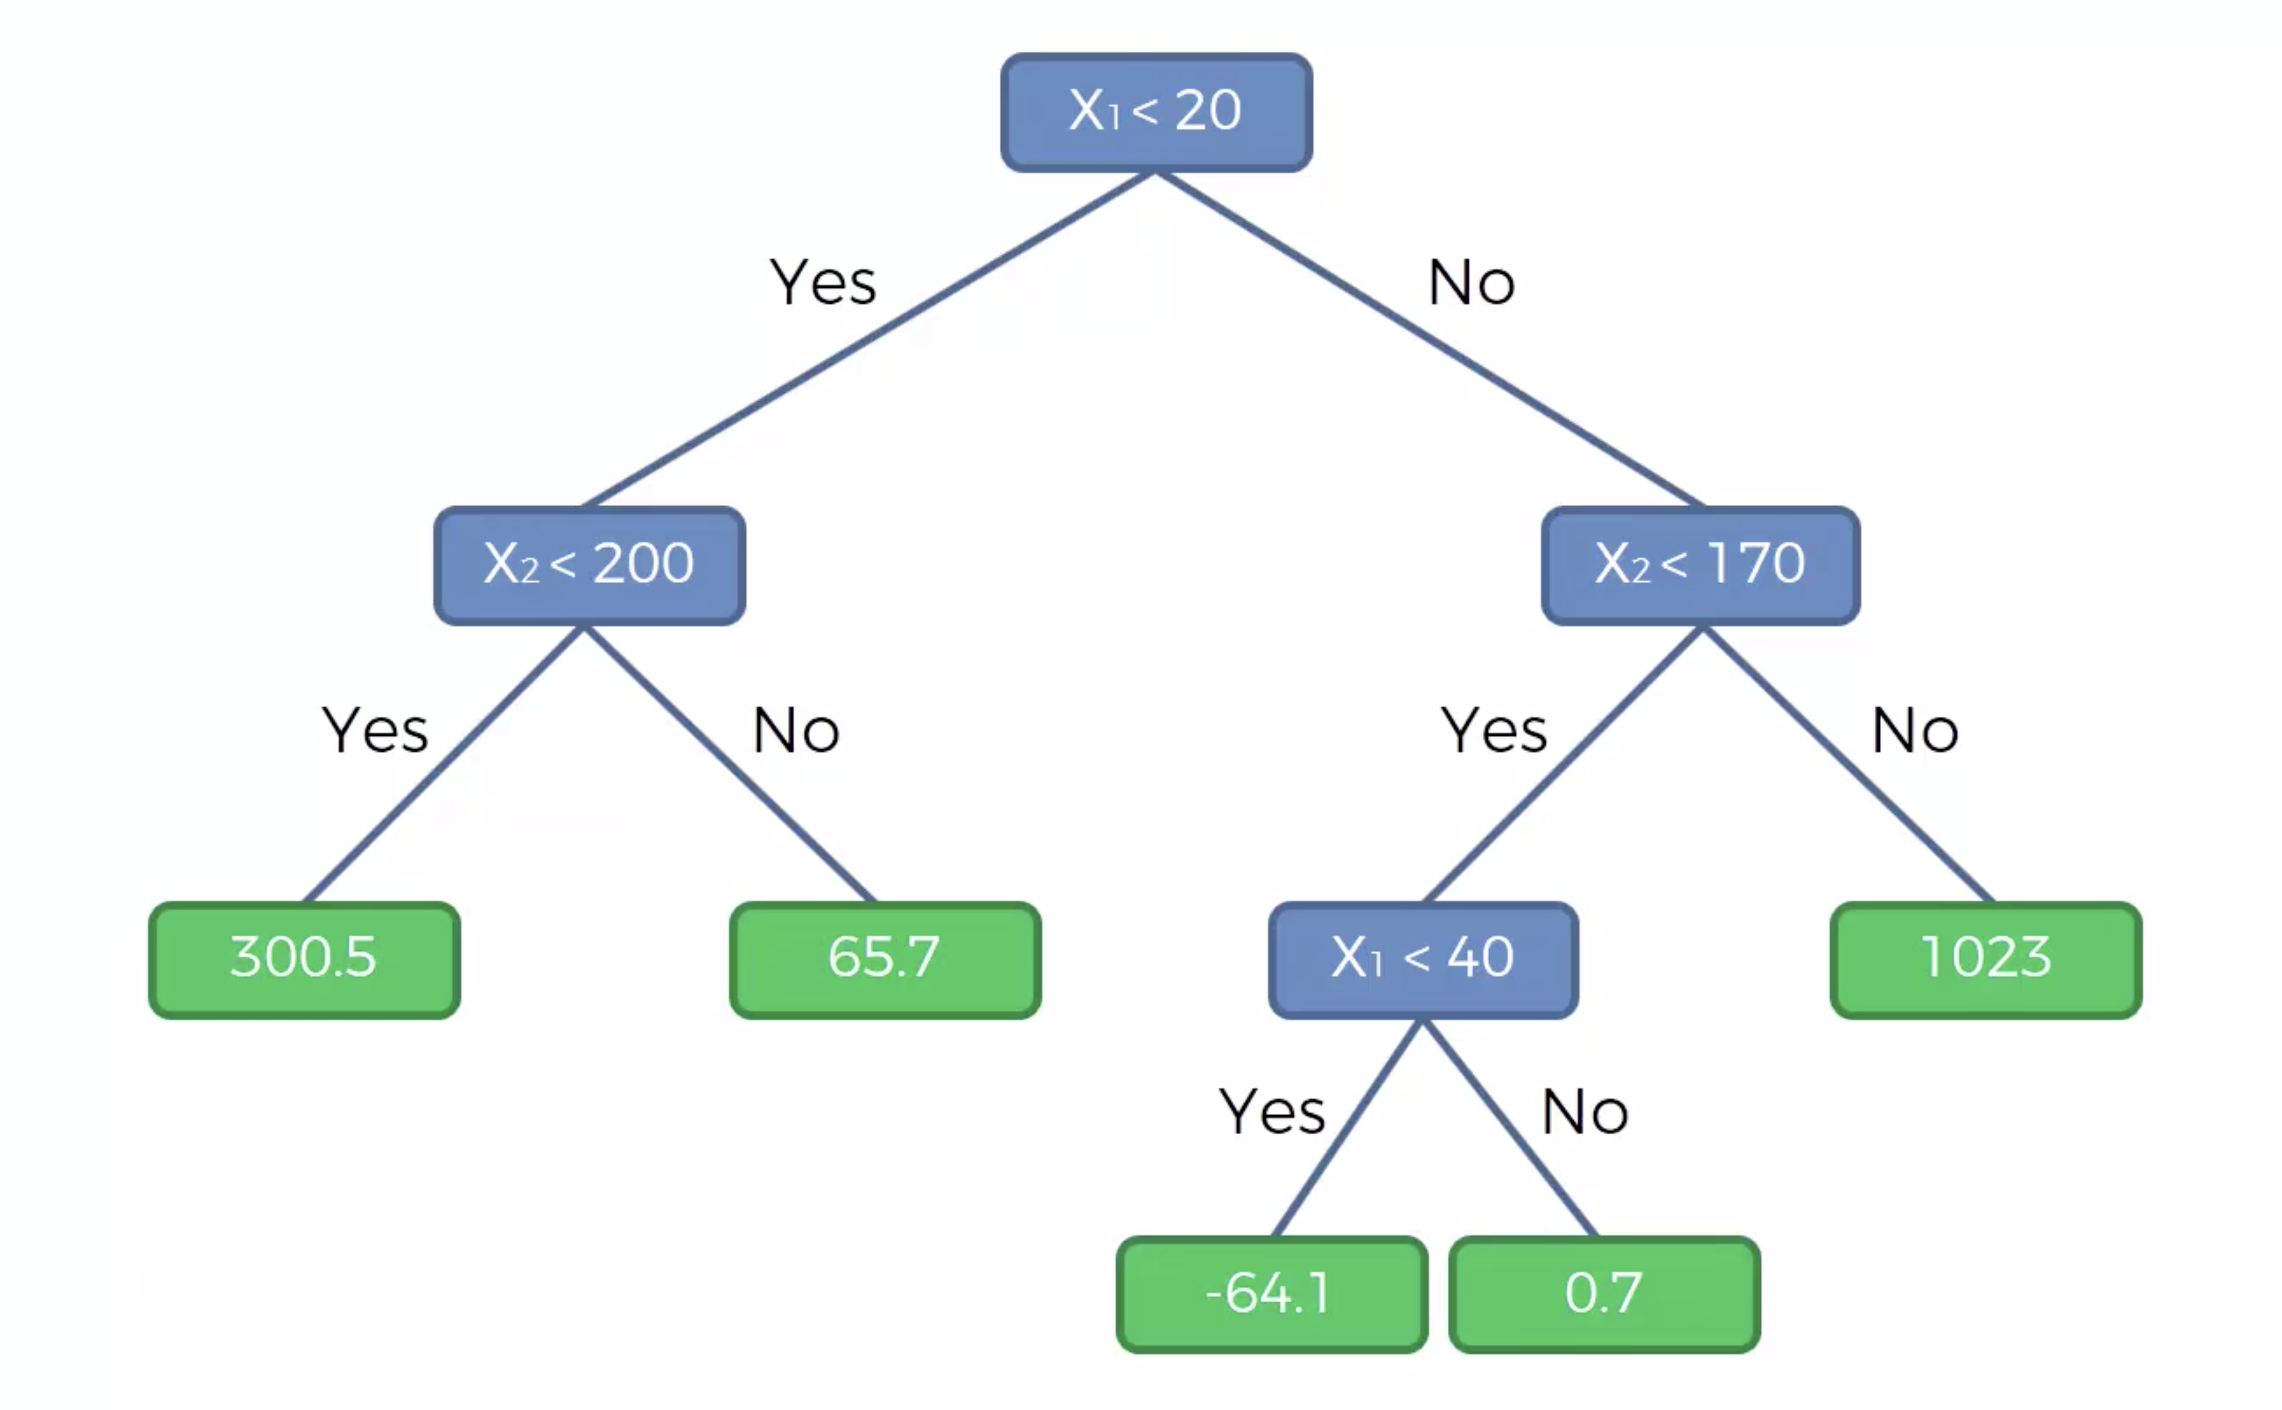 X₁ < 20
Yes
No
X₂ < 200
X₂ < 170
Yes
No
Yes
No
300.5
65.7
X₁ < 40
1023
Yes
No
-64.1
0.7